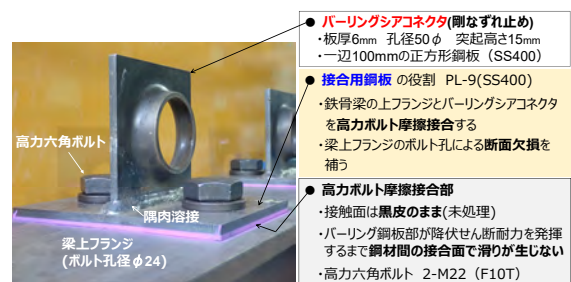 ● バーリングシアコネクタ(剛なずれ止め)
・板厚6mm 孔径50φ 突起高さ15mm
・一辺100mmの正方形鋼板（SS400）
● 接合用鋼板 の役割 PL-9(SS400)
・鉄骨梁の上フランジとバーリングシアコネクタ
を高力ボルト摩擦接合する
・梁上フランジのボルト孔による断面欠損を
補う
● 高力ボルト摩擦接合部
・接触面は黒皮のまま(未処理)
・バーリング鋼板部が降伏せん断耐力を発揮
するまで鋼材間の接合面で滑りが生じない
・高力六角ボルト 2-M22（F10T）
高力六角ボルト
隅肉溶接
梁上フランジ
(ボルト孔径φ24)